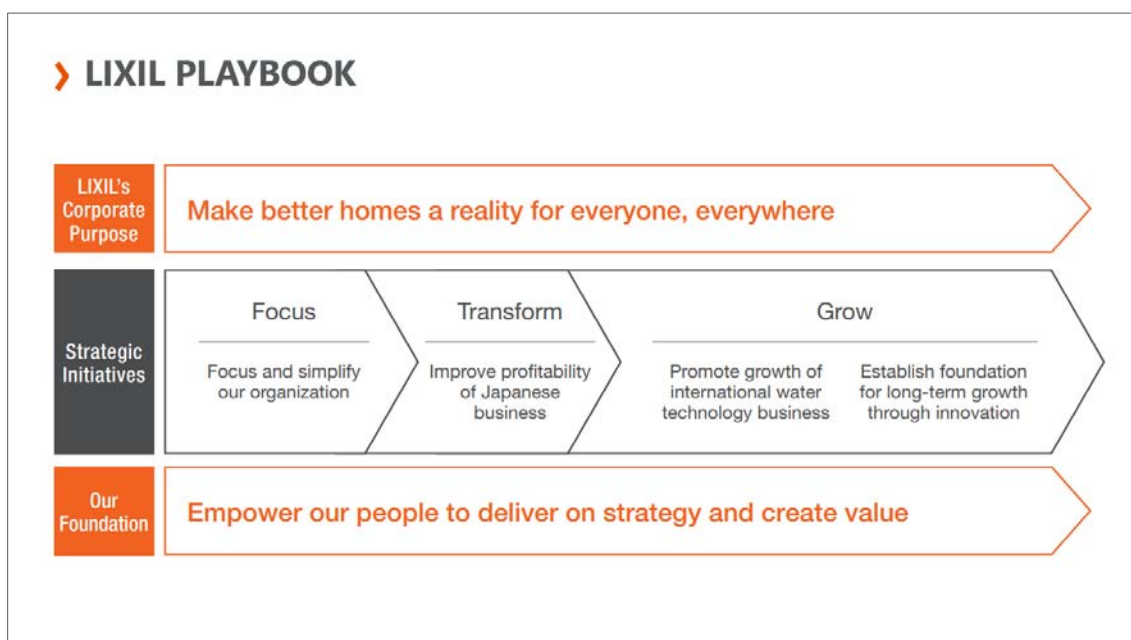 LIXIL PLAYBOOK
LIXIL's
Corporate
Purpose
Make better homes a reality for everyone, everywhere
Strategic
Initiatives
Focus
Focus and simplify
our organization
Transform
Improve profitability
of Japanese
business
Grow
Promote growth of
international water
technology business
Establish foundation
for long-term growth
through innovation
Our
Foundation
Empower our people to deliver on strategy and create value